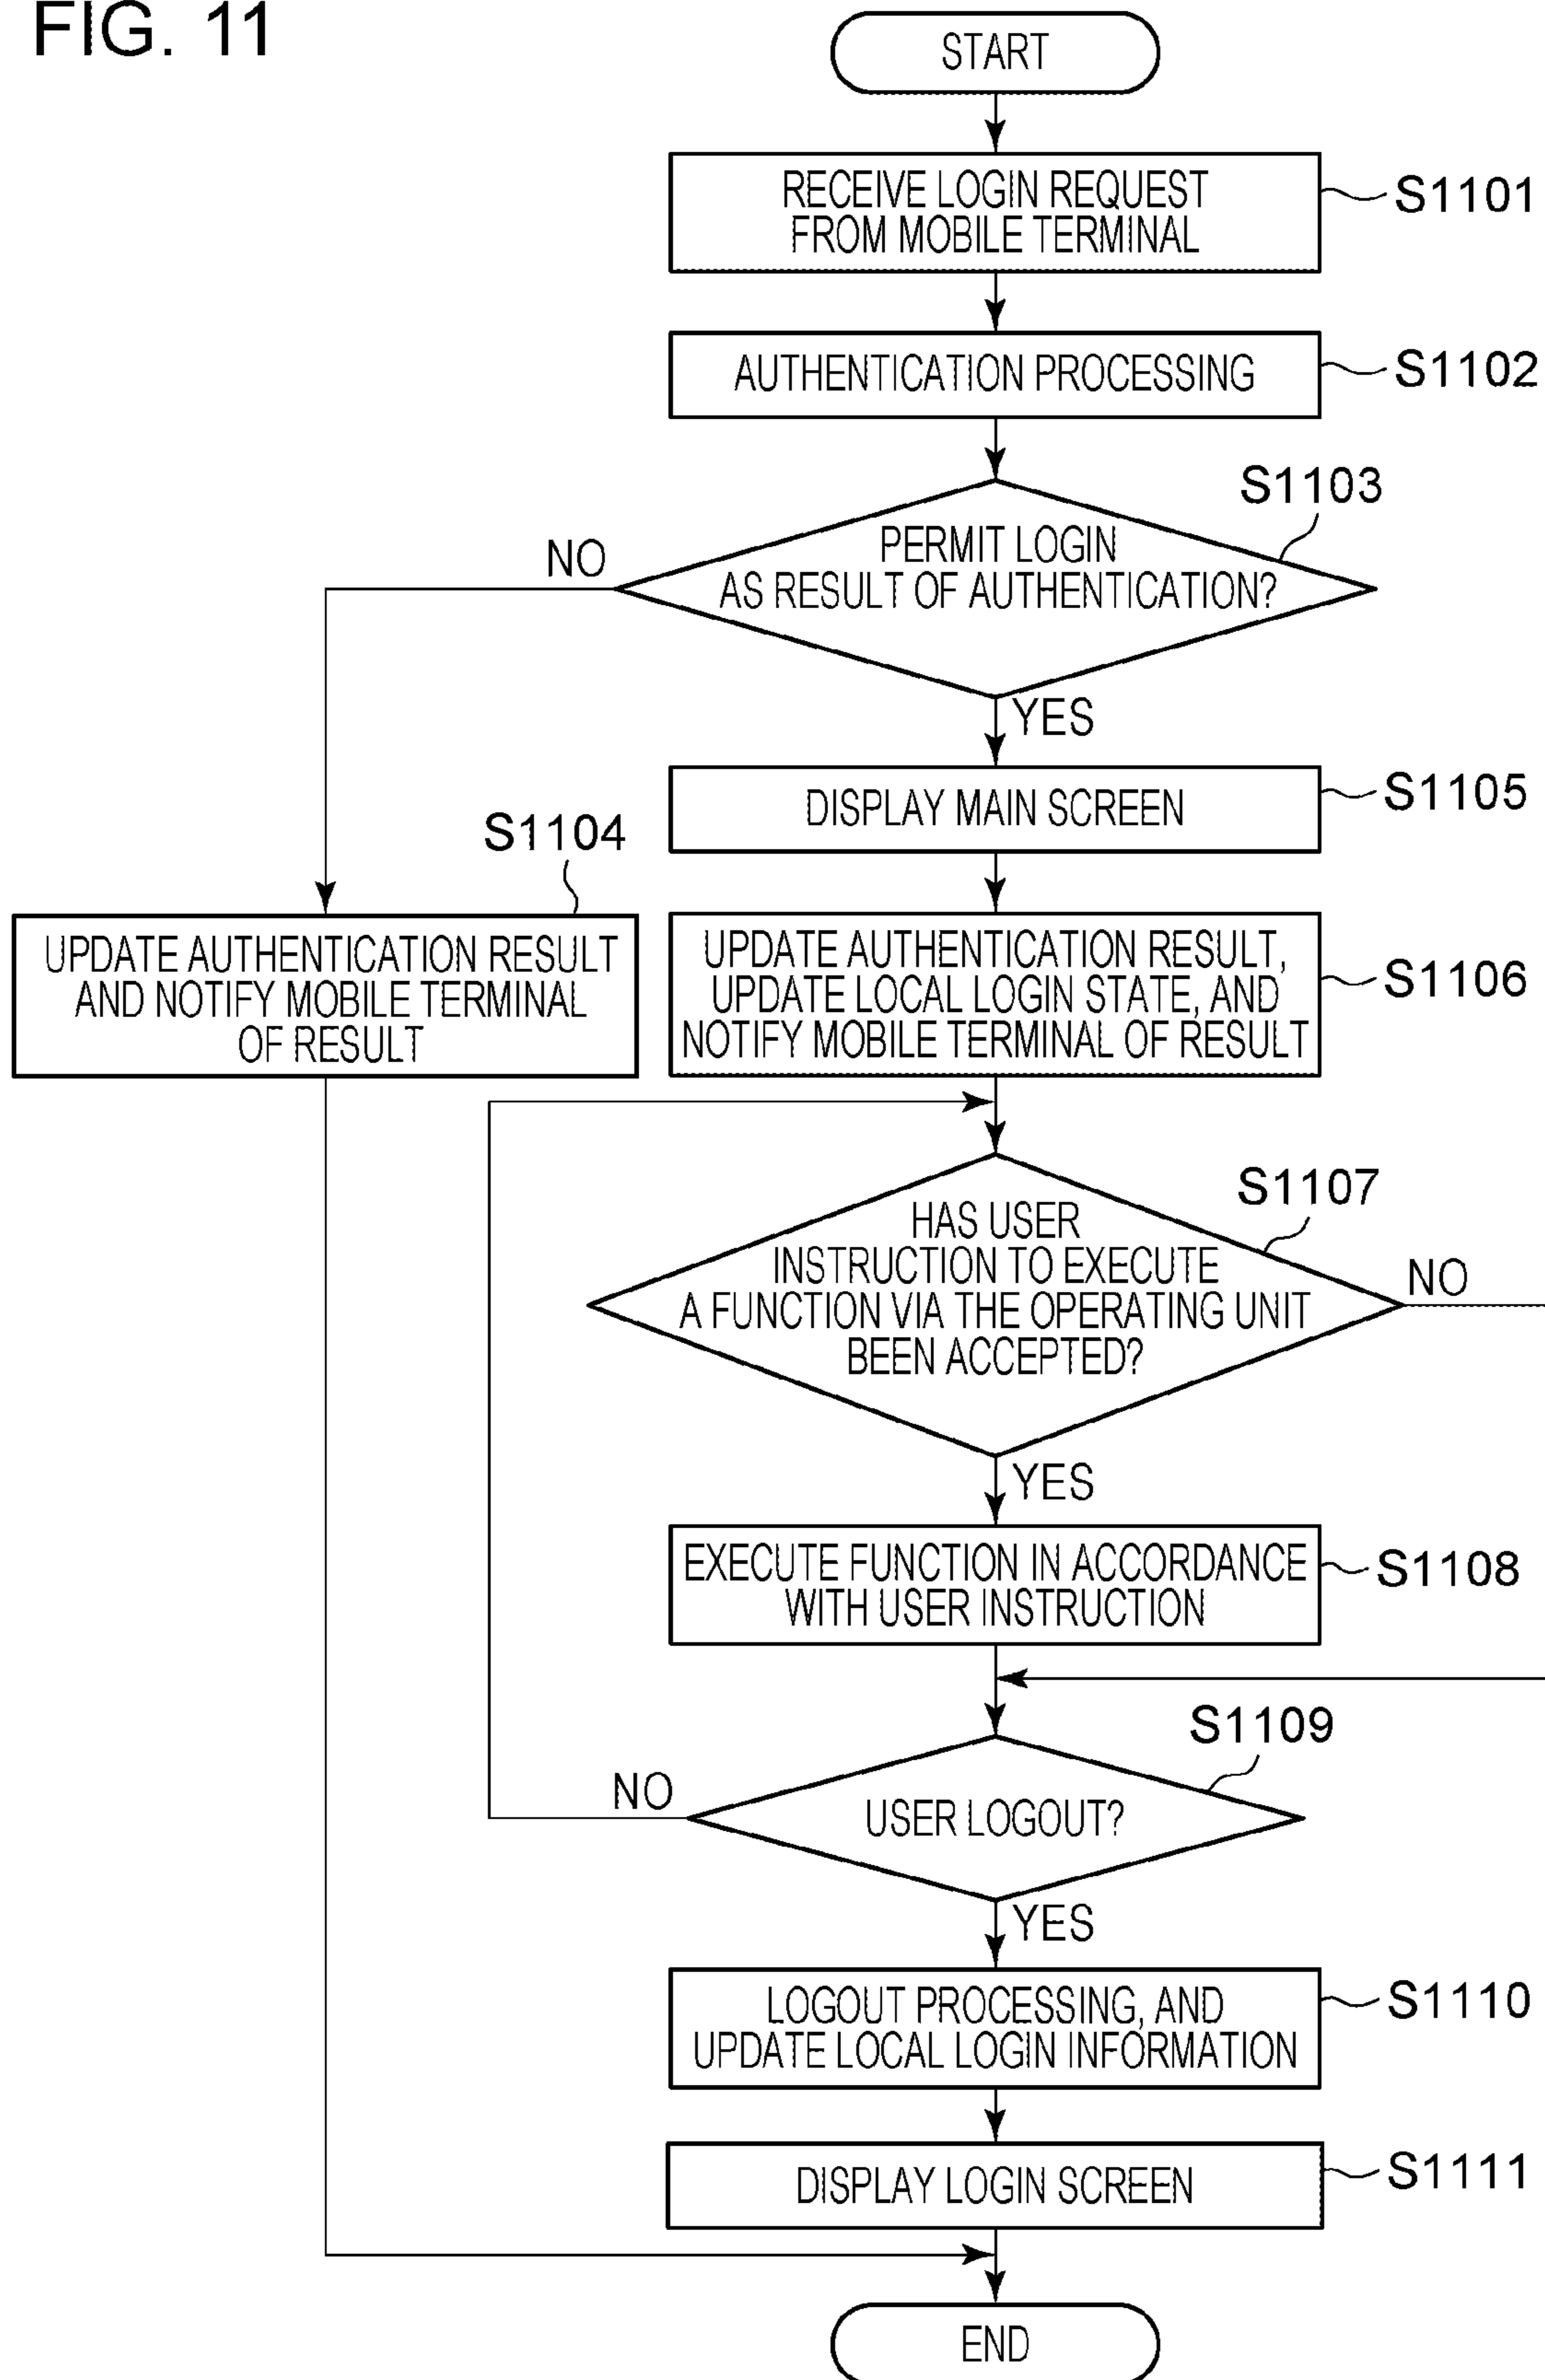 FIG. 11
START
RECEIVE LOGIN REQUEST
FROM MOBILE TERMINAL
S1101
AUTHENTICATION PROCESSING
S1102
S1103
PERMIT LOGIN
AS RESULT OF AUTHENTICATION?
NO
YES
DISPLAY MAIN SCREEN
S1105
S1104
UPDATE AUTHENTICATION RESULT
AND NOTIFY MOBILE TERMINAL
OF RESULT
UPDATE AUTHENTICATION RESULT,
UPDATE LOCAL LOGIN STATE, AND
NOTIFY MOBILE TERMINAL OF RESULT
S1106
S1107
HAS USER
INSTRUCTION TO EXECUTE
A FUNCTION VIA THE OPERATING UNIT
BEEN ACCEPTED?
NO
YES
EXECUTE FUNCTION IN ACCORDANCE
WITH USER INSTRUCTION
S1108
S1109
NO
USER LOGOUT?
YES
LOGOUT PROCESSING, AND
UPDATE LOCAL LOGIN INFORMATION
S1110
DISPLAY LOGIN SCREEN
S1111
END